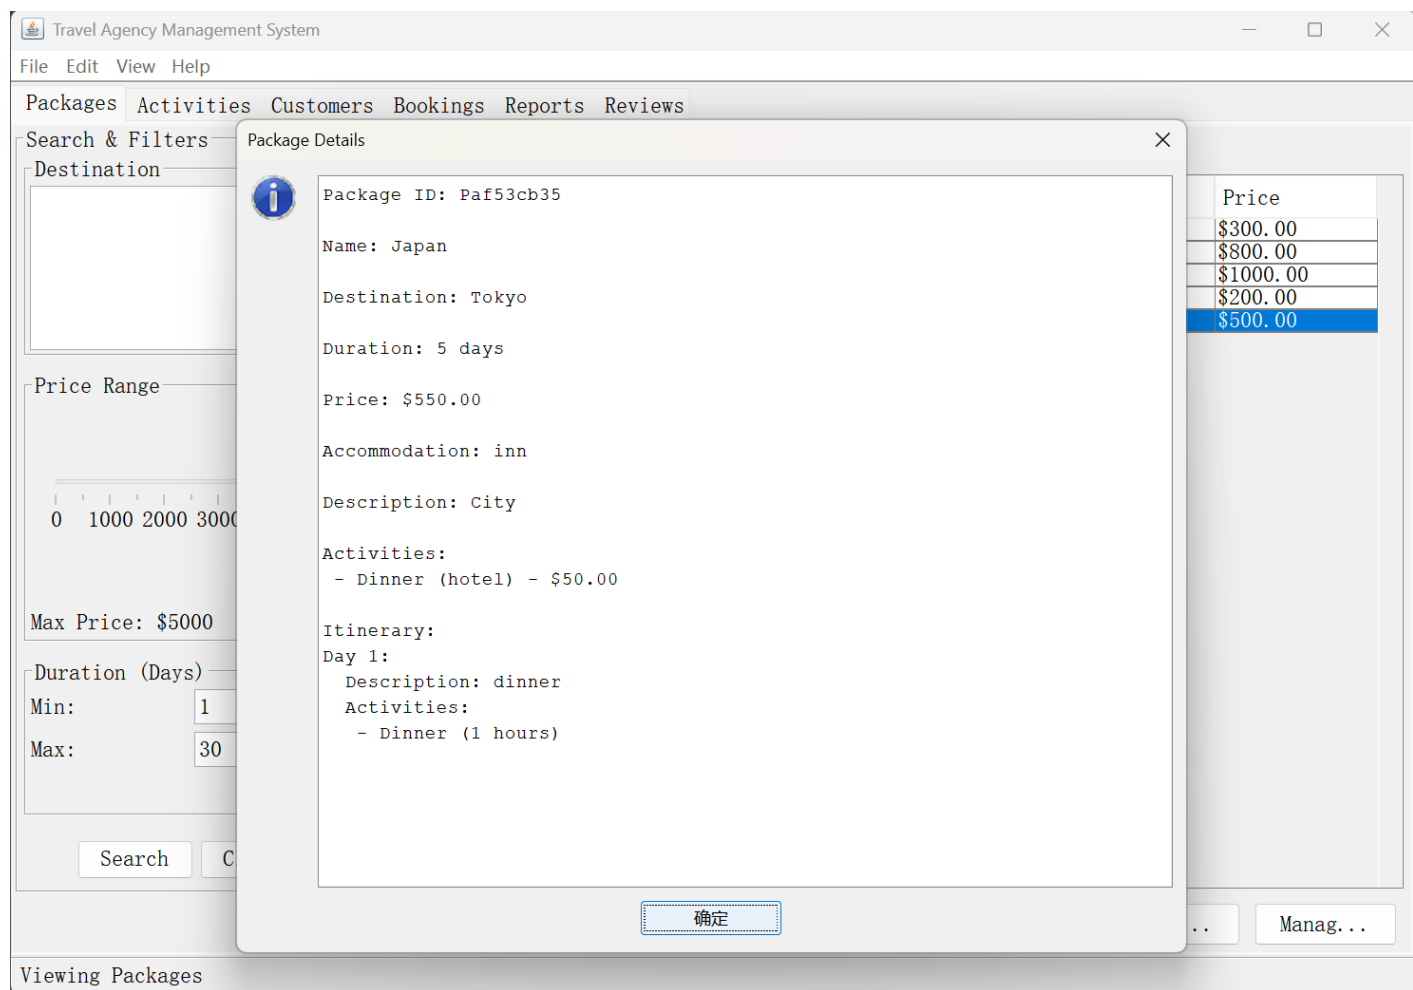 Travel Agency Management System
File Edit View Help
Packages Activities Customers Bookings Reports Reviews
Search & Filters
Destination
Price Range
0 1000 2000 3000
Max Price: $5000
Duration (Days)
Min: 1
Max: 30
Search C
Package Details
Package ID: Paf53cb35
Name: Japan
Destination: Tokyo
Duration: 5 days
Price: $550.00
Accommodation: inn
Description: City
Activities:
- Dinner (hotel) - $50.00
Itinerary:
Day 1:
Description: dinner
Activities:
- Dinner (1 hours)
确定
Price
$300.00
$800.00
$1000.00
$200.00
$500.00
.. Manag...
Viewing Packages